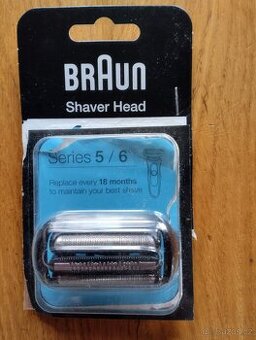 BRAUN
Shaver Head
Series 5 / 6
Replace every 18 months
to maintain your best shave